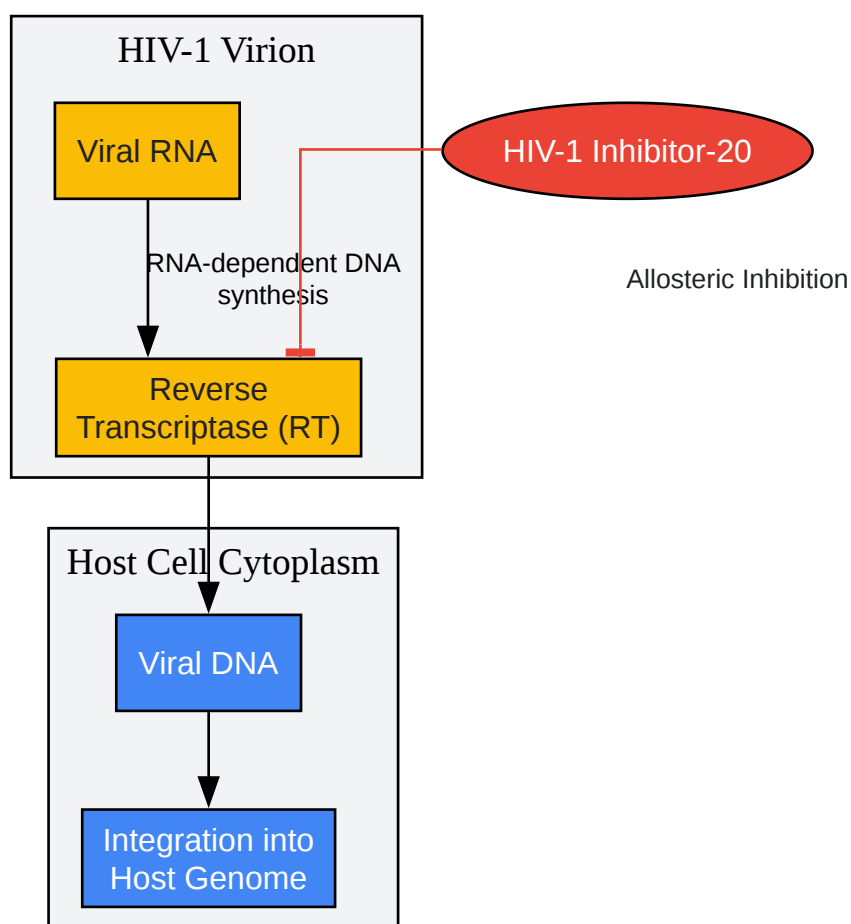 HIV-1 Virion
Viral RNA
HIV-1 Inhibitor-20
RNA-dependent DNA
synthesis
Allosteric Inhibition
Reverse
Transcriptase (RT)
Host Cell Cytoplasm
Viral DNA
Integration into
Host Genome